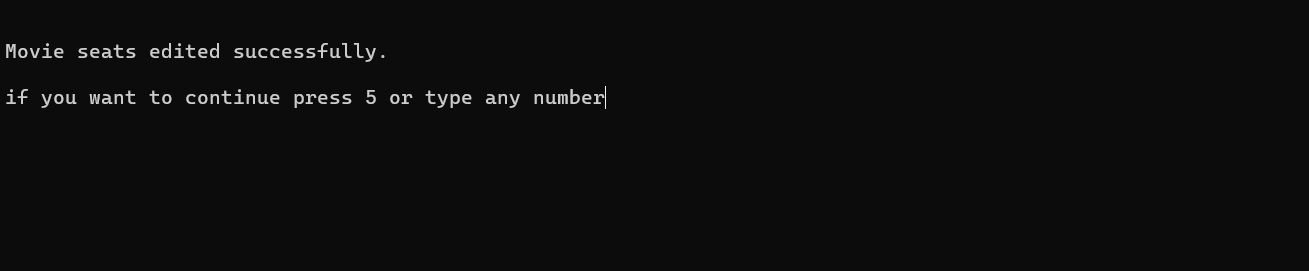 Movie seats edited successfully.
if you want to continue press 5 or type any number